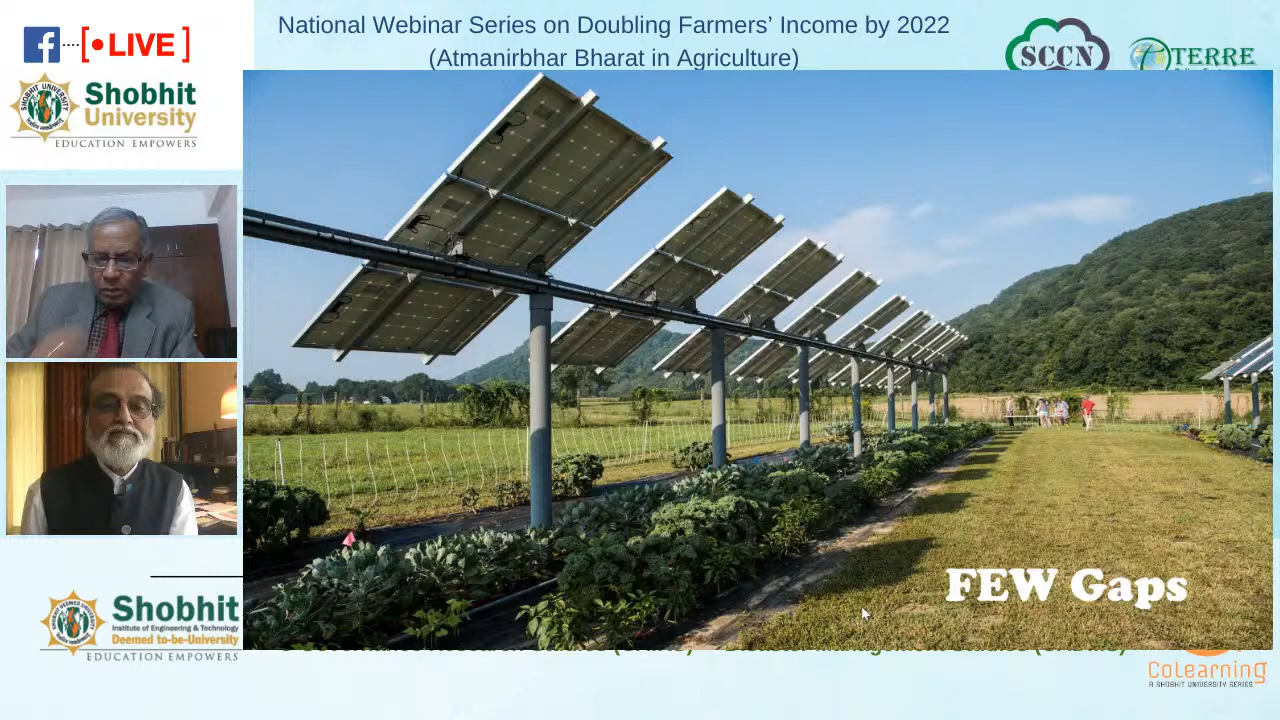 National Webinar Series on Doubling Farmers' Income by 2022
(Atmanirbhar Bharat in Agriculture)
LIVE
SCCN
TERRE
Shobhit
University
EDUCATION EMPOWERS
FEW Gaps
Shobhit
Institute of Engineering & Technology
Deemed to-be-University
EDUCATION EMPOWERS
CoLearning
A SHOBHIT UNIVERSITY SERIES